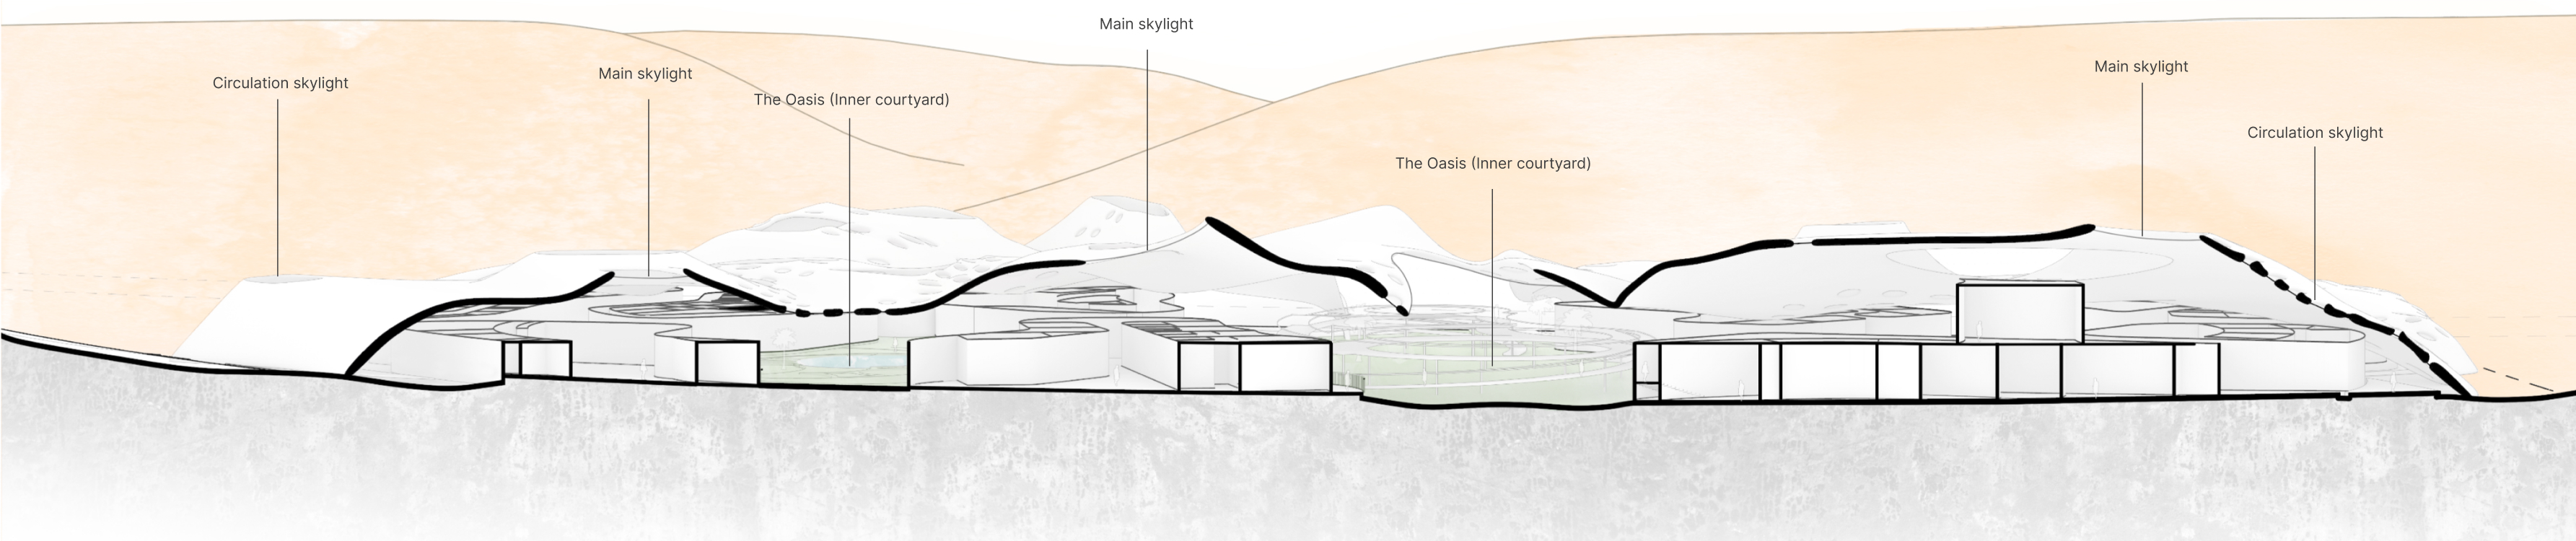 Circulation skylight
Main skylight
The Oasis (Inner courtyard)
Main skylight
The Oasis (Inner courtyard)
Main skylight
Circulation skylight